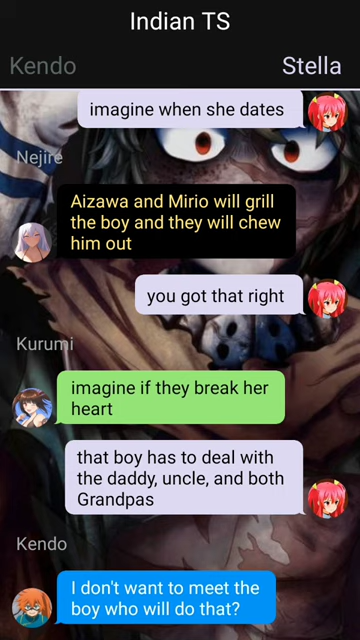 Indian TS
Kendo
Stella
imagine when she dates
Nejire
Aizawa and Mirio will grill
the boy and they will chew
him out
you got that right
Kurumi
imagine if they break her
heart
that boy has to deal with
the daddy, uncle, and both
Grandpas
Kendo
I don't want to meet the
boy who will do that?